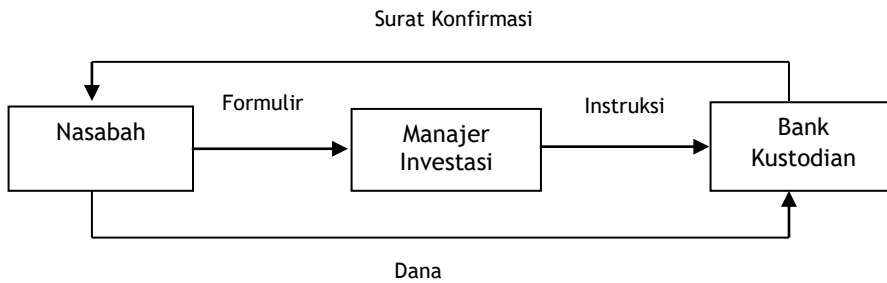 Surat Konfirmasi
Formulir
Instruksi
Nasabah
Manajer
Investasi
Bank
Kustodian
Dana